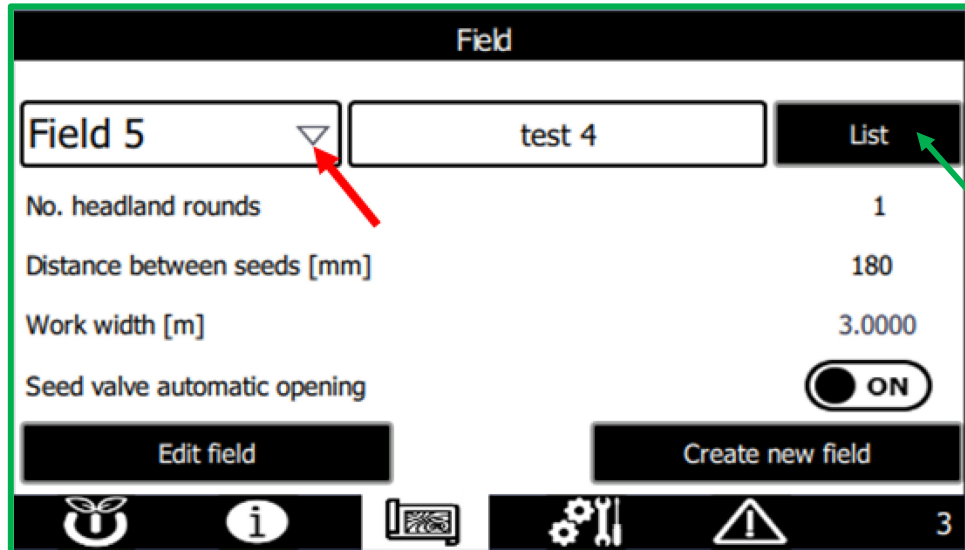 Field
Field 5 test 4 List
No. headland rounds 1
Distance between seeds [mm] 180
Work width [m] 3.0000
Seed valve automatic opening ON
Edit field Create new field
3